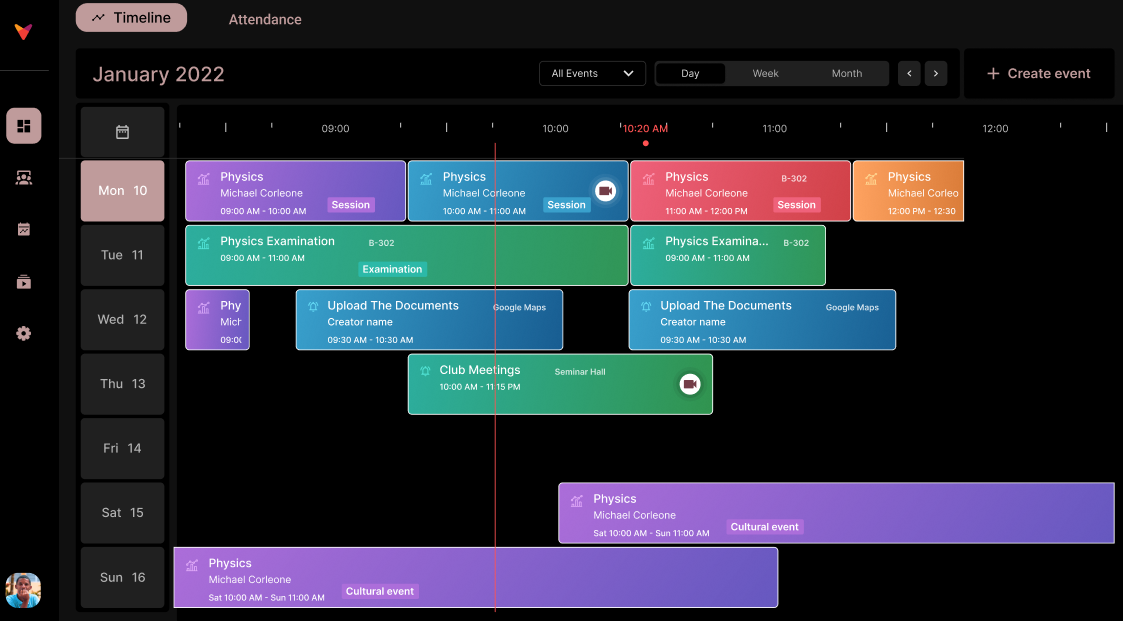 Timeline
Attendance
January 2022
All Events
Day
Week
Month
+ Create event
09:00
10:00
10:20 AM
11:00
12:00
Mon 10
Physics
Michael Corleone
09:00 AM - 10:00 AM
Session
Physics
Michael Corleone
10:00 AM - 11:00 AM
Session
Physics
B-302
Michael Corleone
11:00 AM - 12:00 PM
Session
Physics
Michael Corleo
12:00 PM - 12:30
Tue 11
Physics Examination
B-302
09:00 AM - 11:00 AM
Examination
Physics Examina...
B-302
09:00 AM - 11:00 AM
Wed 12
Phy
Mich
09:00
Upload The Documents
Google Maps
Creator name
09:30 AM - 10:30 AM
Upload The Documents
Google Maps
Creator name
09:30 AM - 10:30 AM
Thu 13
Club Meetings
Seminar Hall
10:00 AM - 11:15 PM
Fri 14
Sat 15
Physics
Michael Corleone
Sat 10:00 AM - Sun 11:00 AM
Cultural event
Sun 16
Physics
Michael Corleone
Sat 10:00 AM - Sun 11:00 AM
Cultural event